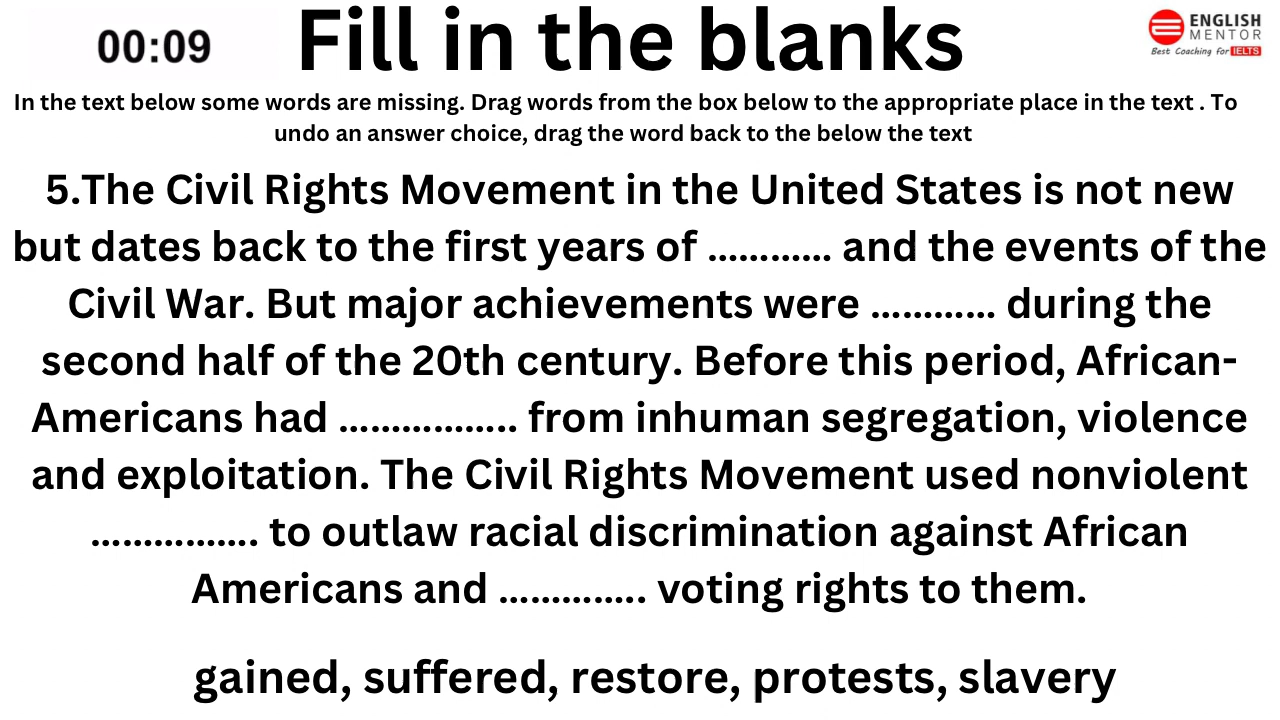 00:09
Fill in the blanks
ENGLISH
MENTOR
Best Coaching for IELTS
In the text below some words are missing. Drag words from the box below to the appropriate place in the text . To
undo an answer choice, drag the word back to the below the text
5.The Civil Rights Movement in the United States is not new
but dates back to the first years of ............ and the events of the
Civil War. But major achievements were ............ during the
second half of the 20th century. Before this period, African-
Americans had ................. from inhuman segregation, violence
and exploitation. The Civil Rights Movement used nonviolent
................ to outlaw racial discrimination against African
Americans and .............. voting rights to them.
gained, suffered, restore, protests, slavery